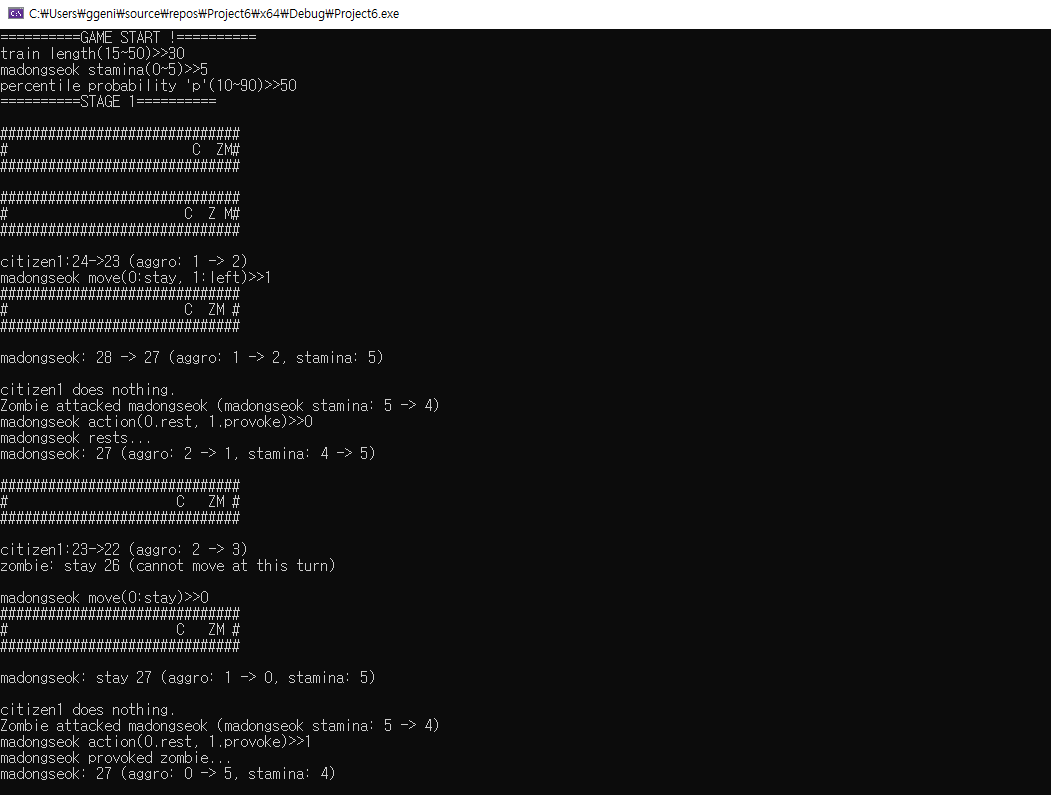 C:\Users\ggeni\source\repos\Project6\x64\Debug\Project6.exe
==========GAME START !==========
train length(15~50)>>30
madongseok stamina(0~5)>>5
percentile probability 'p'(10~90)>>50
==========STAGE 1==========
##############################
#                       C  ZM#
##############################
##############################
#                      C  Z M#
##############################
citizen1:24->23 (aggro: 1 -> 2)
madongseok move(0:stay, 1:left)>>1
##############################
#                      C  ZM #
##############################
madongseok: 28 -> 27 (aggro: 1 -> 2, stamina: 5)
citizen1 does nothing.
Zombie attacked madongseok (madongseok stamina: 5 -> 4)
madongseok action(0.rest, 1.provoke)>>0
madongseok rests...
madongseok: 27 (aggro: 2 -> 1, stamina: 4 -> 5)
##############################
#                     C   ZM #
##############################
citizen1:23->22 (aggro: 2 -> 3)
zombie: stay 26 (cannot move at this turn)
madongseok move(0:stay)>>0
##############################
#                     C   ZM #
##############################
madongseok: stay 27 (aggro: 1 -> 0, stamina: 5)
citizen1 does nothing.
Zombie attacked madongseok (madongseok stamina: 5 -> 4)
madongseok action(0.rest, 1.provoke)>>1
madongseok provoked zombie...
madongseok: 27 (aggro: 0 -> 5, stamina: 4)